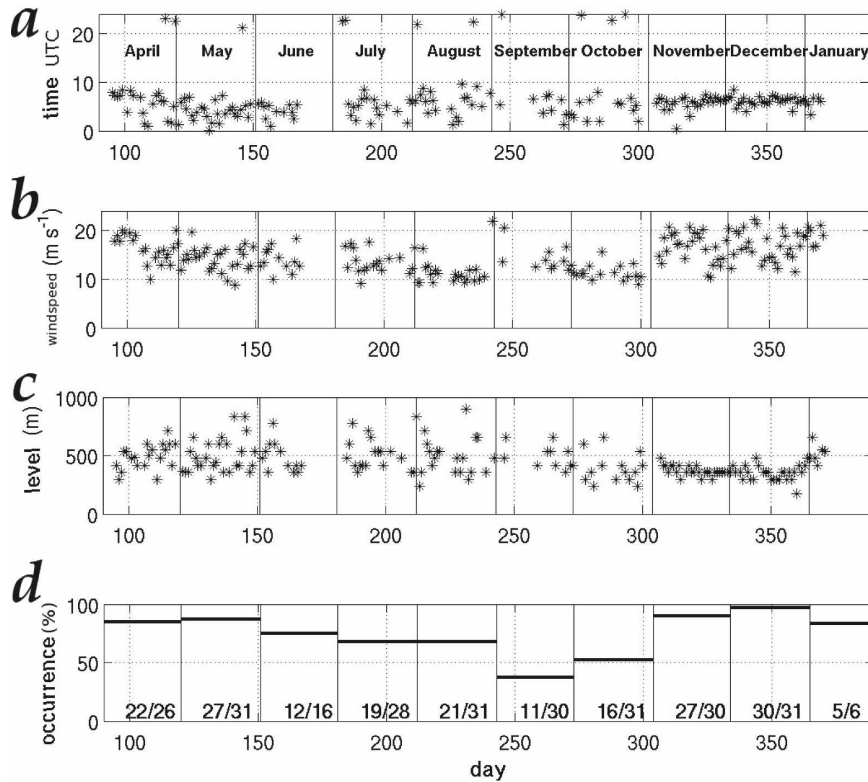 a
time UTC
20
10
0
April May June July August September October November December January
100 150 200 250 300 350
b
windspeed (m s-1)
20
10
0
100 150 200 250 300 350
c
level (m)
1000
500
0
100 150 200 250 300 350
d
occurrence (%)
100
50
0
22/26 27/31 12/16 19/28 21/31 11/30 16/31 27/30 30/31 5/6
100 150 200 250 300 350
day